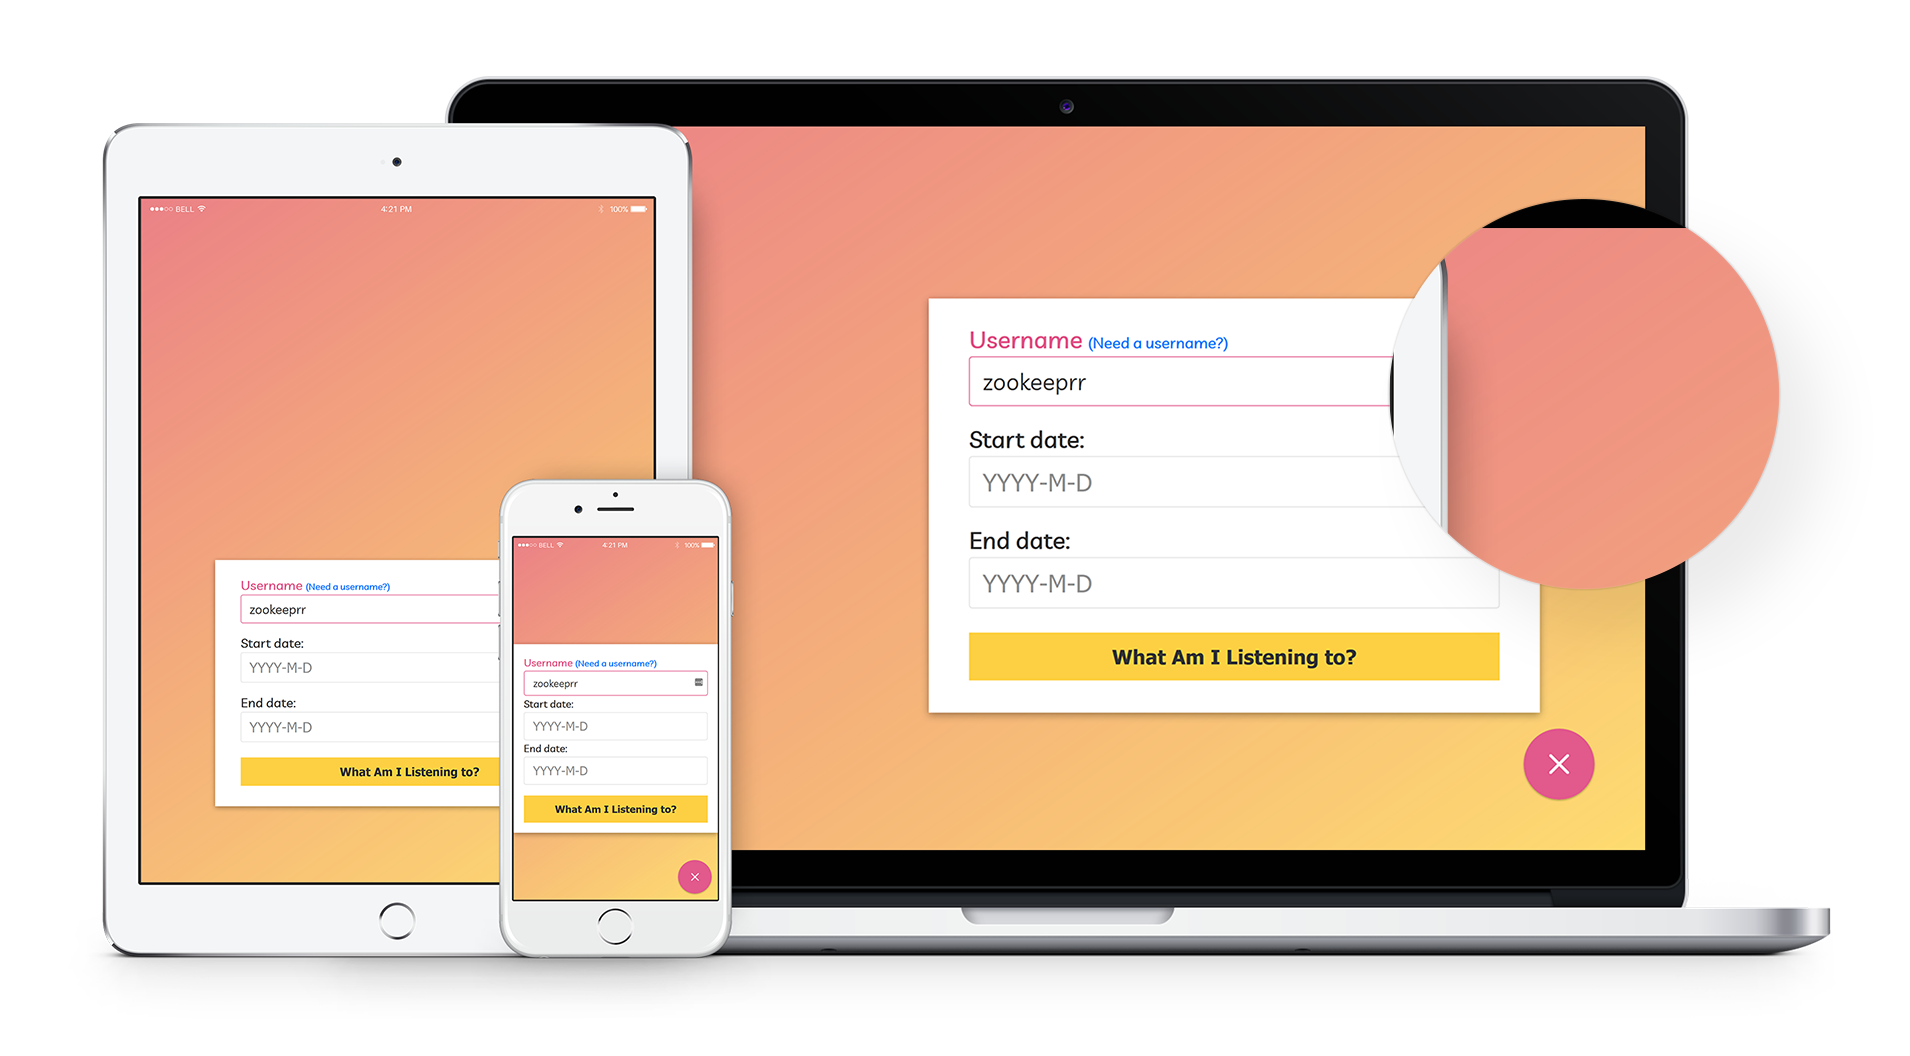 BELL
4:21 PM
100%
Username (Need a username?)
zookeeprr
Start date:
YYYY-M-D
End date:
YYYY-M-D
What Am I Listening to?
BELL
4:21 PM
100%
Username (Need a username?)
zookeeprr
Start date:
YYYY-M-D
End date:
YYYY-M-D
What Am I Listening to?
Username (Need a username?)
zookeeprr
Start date:
YYYY-M-D
End date:
YYYY-M-D
What Am I Listening to?